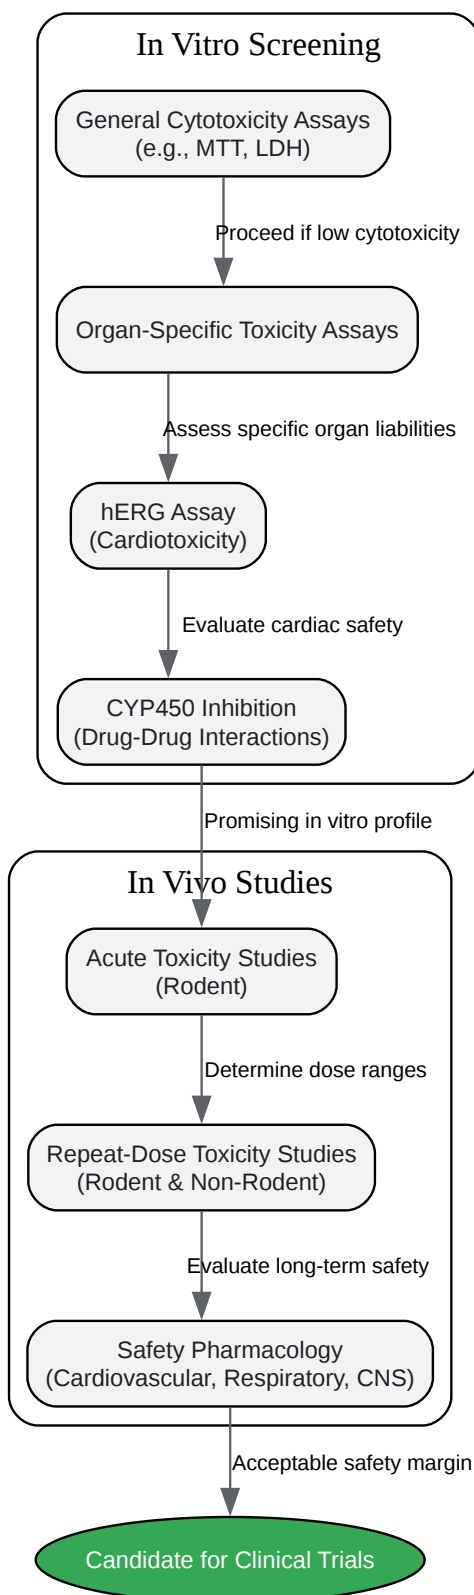 In Vitro Screening
General Cytotoxicity Assays
(e.g., MTT, LDH)
Proceed if low cytotoxicity
Organ-Specific Toxicity Assays
Assess specific organ liabilities
hERG Assay
(Cardiotoxicity)
Evaluate cardiac safety
CYP450 Inhibition
(Drug-Drug Interactions)
Promising in vitro profile
In Vivo Studies
Acute Toxicity Studies
(Rodent)
Determine dose ranges
Repeat-Dose Toxicity Studies
(Rodent & Non-Rodent)
Evaluate long-term safety
Safety Pharmacology
(Cardiovascular, Respiratory, CNS)
Acceptable safety margin
Candidate for Clinical Trials